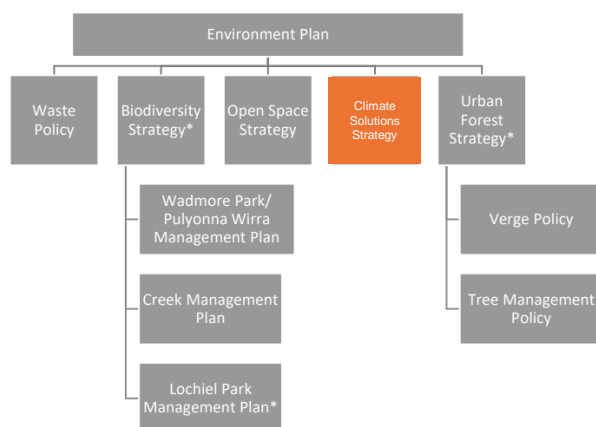 Environment Plan
Waste
Policy
Biodiversity
Strategy*
Open Space
Strategy
Climate
Solutions
Strategy
Urban
Forest
Strategy*
Wadmore Park/
Pulyonna Wirra
Management Plan
Creek Management
Plan
Lochiel Park
Management Plan*
Verge Policy
Tree Management
Policy